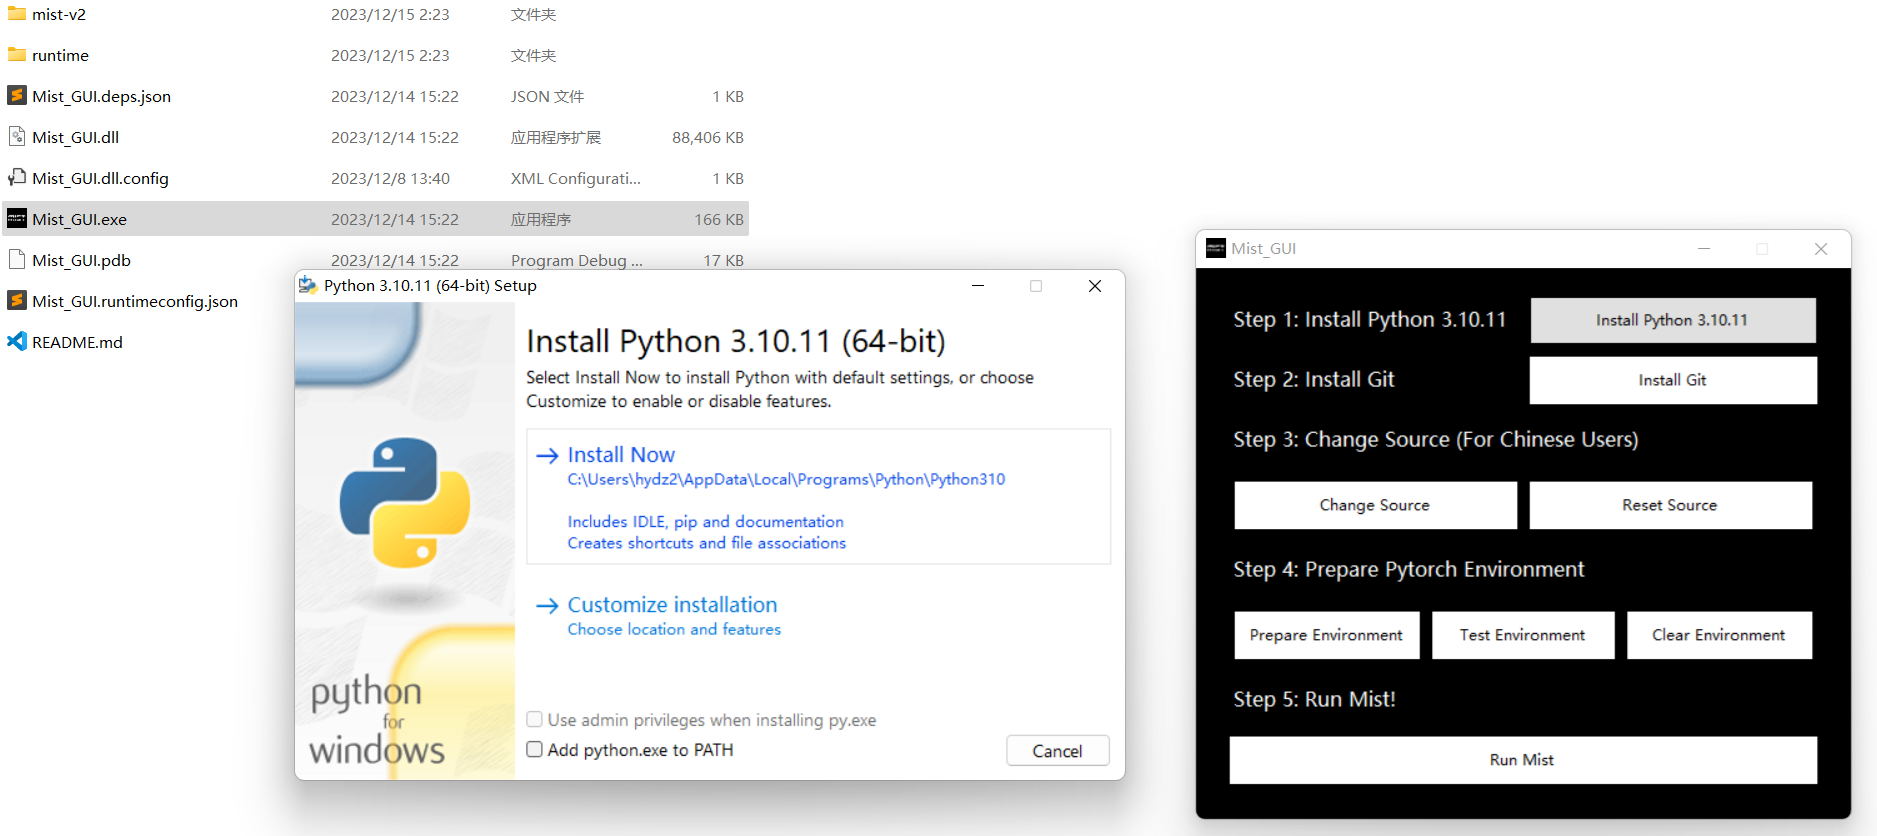 mist-v2 2023/12/15 2:23 文件夹
runtime 2023/12/15 2:23 文件夹
Mist_GUI.deps.json 2023/12/14 15:22 JSON 文件 1 KB
Mist_GUI.dll 2023/12/14 15:22 应用程序扩展 88,406 KB
Mist_GUI.dll.config 2023/12/8 13:40 XML Configurati... 1 KB
Mist_GUI.exe 2023/12/14 15:22 应用程序 166 KB
Mist_GUI.pdb 2023/12/14 15:22 Program Debug ... 17 KB
Mist_GUI.runtimeconfig.json
README.md
Python 3.10.11 (64-bit) Setup
Install Python 3.10.11 (64-bit)
Select Install Now to install Python with default settings, or choose
Customize to enable or disable features.
Install Now
C:\Users\hydz2\AppData\Local\Programs\Python\Python310
Includes IDLE, pip and documentation
Creates shortcuts and file associations
Customize installation
Choose location and features
Use admin privileges when installing py.exe
Add python.exe to PATH
Cancel
python
for
windows
Mist_GUI
Step 1: Install Python 3.10.11
Install Python 3.10.11
Step 2: Install Git
Install Git
Step 3: Change Source (For Chinese Users)
Change Source
Reset Source
Step 4: Prepare Pytorch Environment
Prepare Environment
Test Environment
Clear Environment
Step 5: Run Mist!
Run Mist